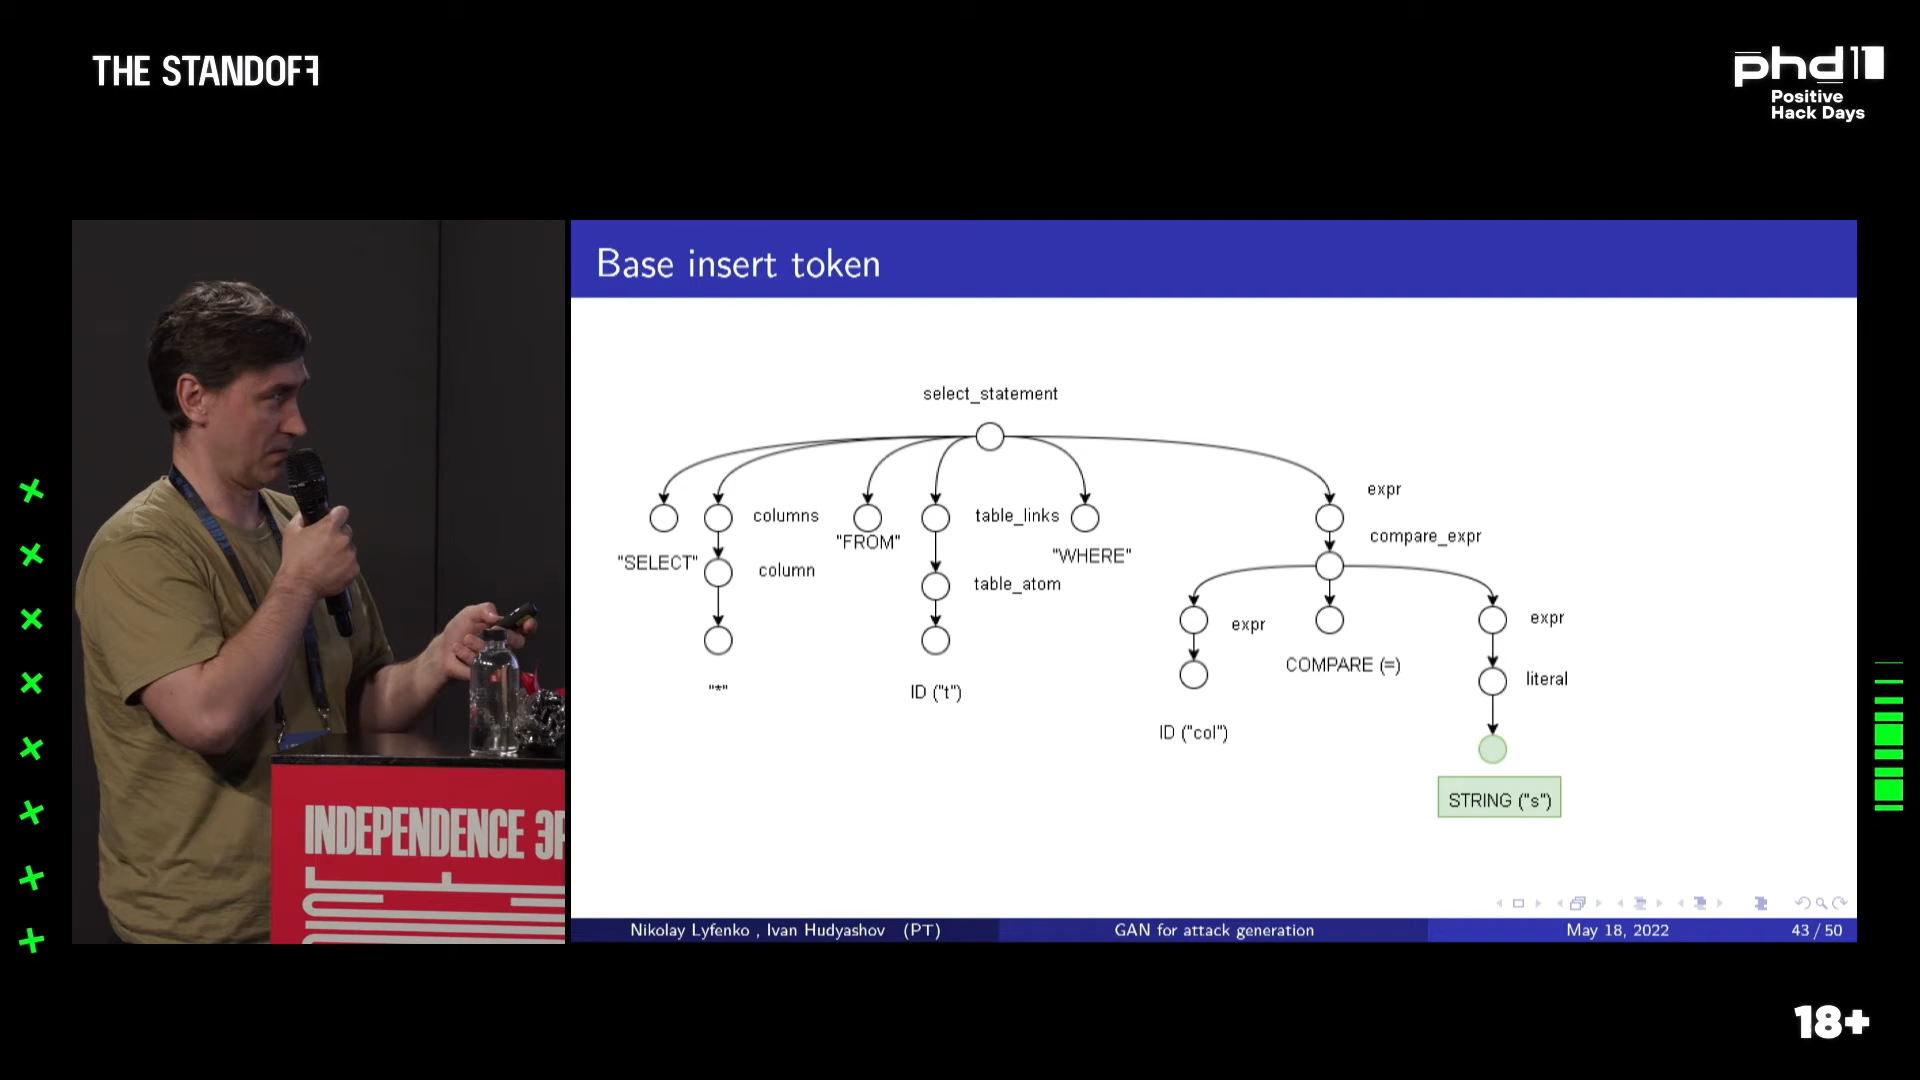 THE STANDOFF
phd11
Positive
Hack Days
Base insert token
select_statement
expr
columns
table_links
compare_expr
"FROM"
"WHERE"
"SELECT"
column
table_atom
expr
expr
COMPARE (=)
literal
"*"
ID ("t")
ID ("col")
STRING ("s")
INDEPENDENCE
Nikolay Lyfenko , Ivan Hudyashov (PT)
GAN for attack generation
May 18, 2022
43 / 50
18+